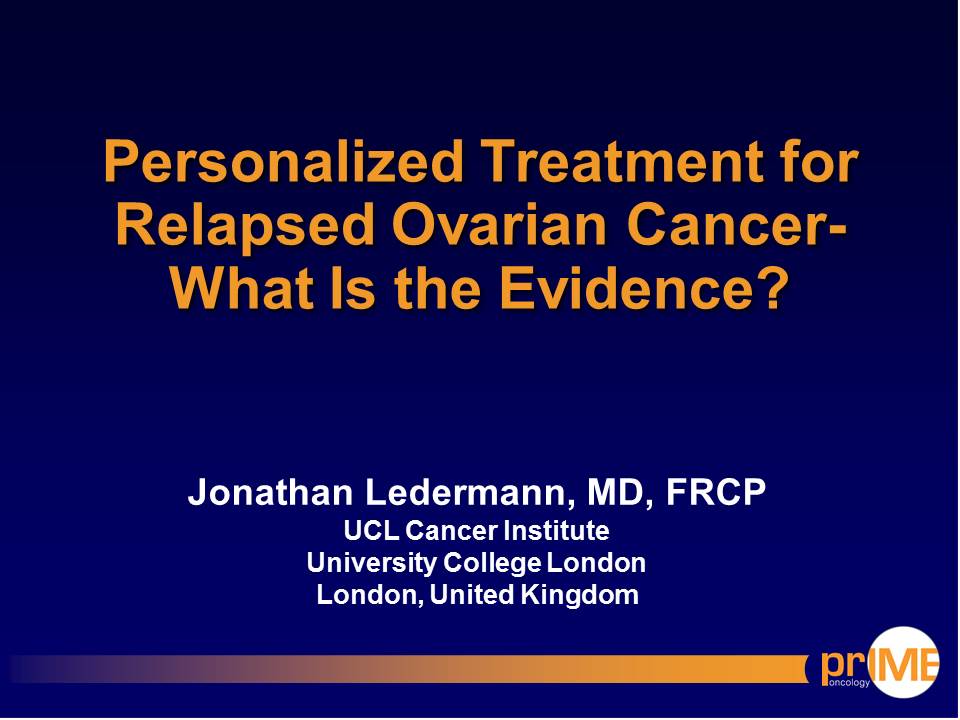 Personalized Treatment for
Relapsed Ovarian Cancer-
What Is the Evidence?
Jonathan Ledermann, MD, FRCP
UCL Cancer Institute
University College London
London, United Kingdom
prIME
oncology